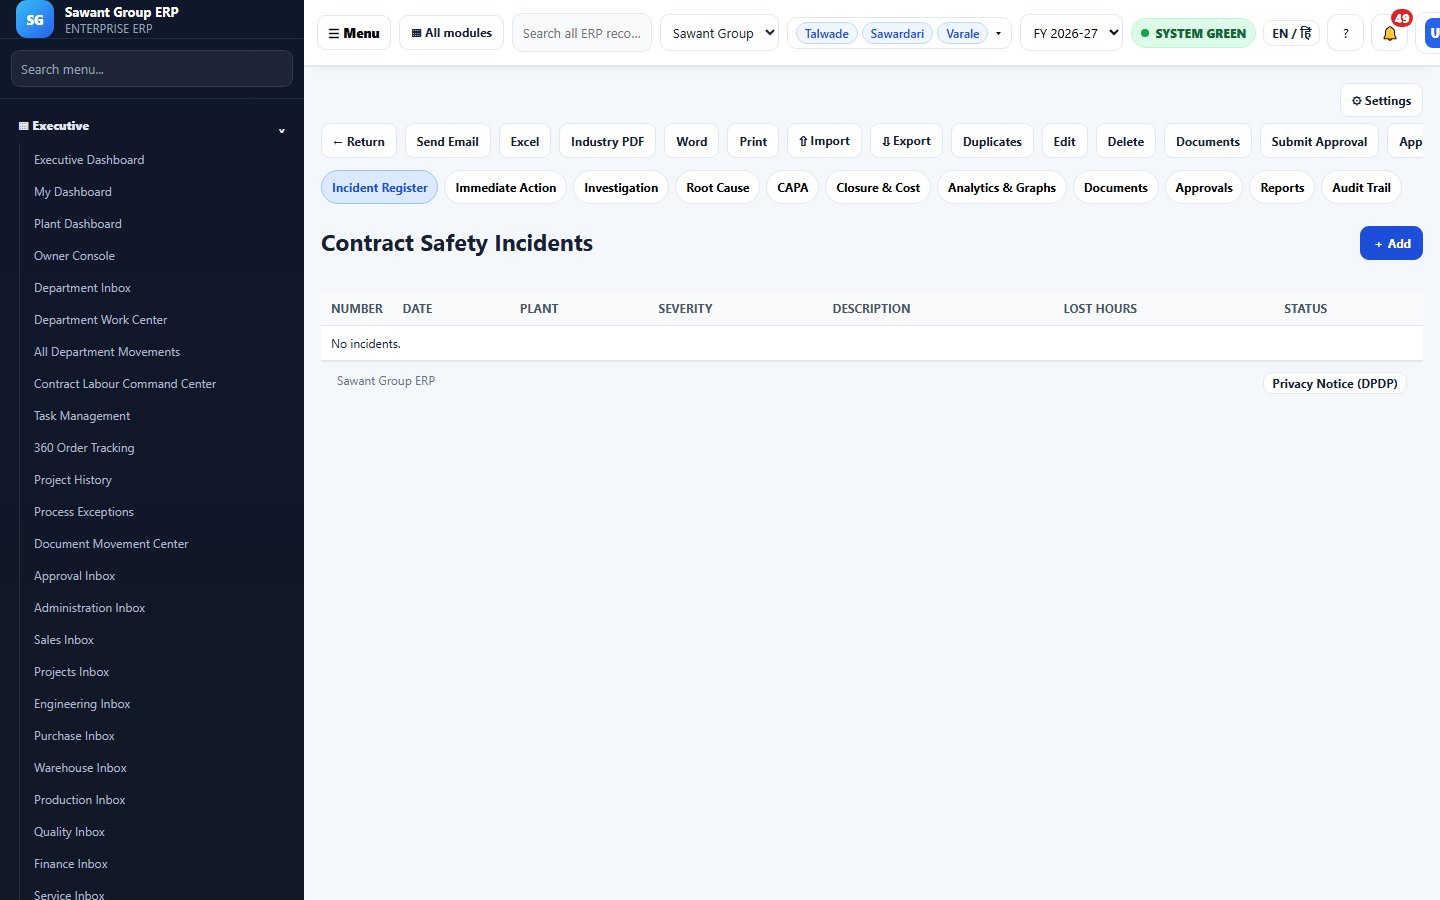 SG
Sawant Group ERP
ENTERPRISE ERP
Search menu...
Executive
Executive Dashboard
My Dashboard
Plant Dashboard
Owner Console
Department Inbox
Department Work Center
All Department Movements
Contract Labour Command Center
Task Management
360 Order Tracking
Project History
Process Exceptions
Document Movement Center
Approval Inbox
Administration Inbox
Sales Inbox
Projects Inbox
Engineering Inbox
Purchase Inbox
Warehouse Inbox
Production Inbox
Quality Inbox
Finance Inbox
Service Inbox
☰ Menu
All modules
Search all ERP reco...
Sawant Group
Talwade
Sawardari
Varale
FY 2026-27
SYSTEM GREEN
EN / हिं
?
49
U
⚙ Settings
← Return
Send Email
Excel
Industry PDF
Word
Print
⇧ Import
⇩ Export
Duplicates
Edit
Delete
Documents
Submit Approval
App
Incident Register
Immediate Action
Investigation
Root Cause
CAPA
Closure & Cost
Analytics & Graphs
Documents
Approvals
Reports
Audit Trail
Contract Safety Incidents
+ Add
NUMBER DATE PLANT SEVERITY DESCRIPTION LOST HOURS STATUS
No incidents.
Sawant Group ERP
Privacy Notice (DPDP)